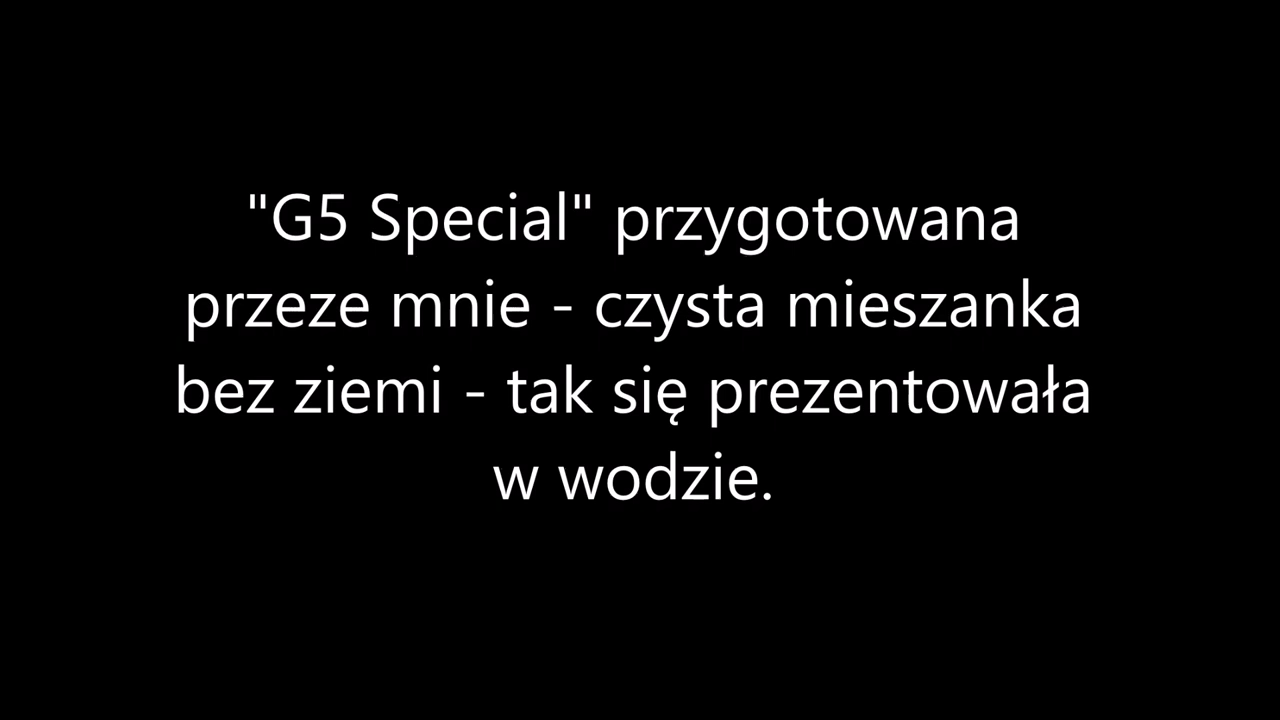 "G5 Special" przygotowana
przeze mnie - czysta mieszanka
bez ziemi - tak się prezentowała
w wodzie.